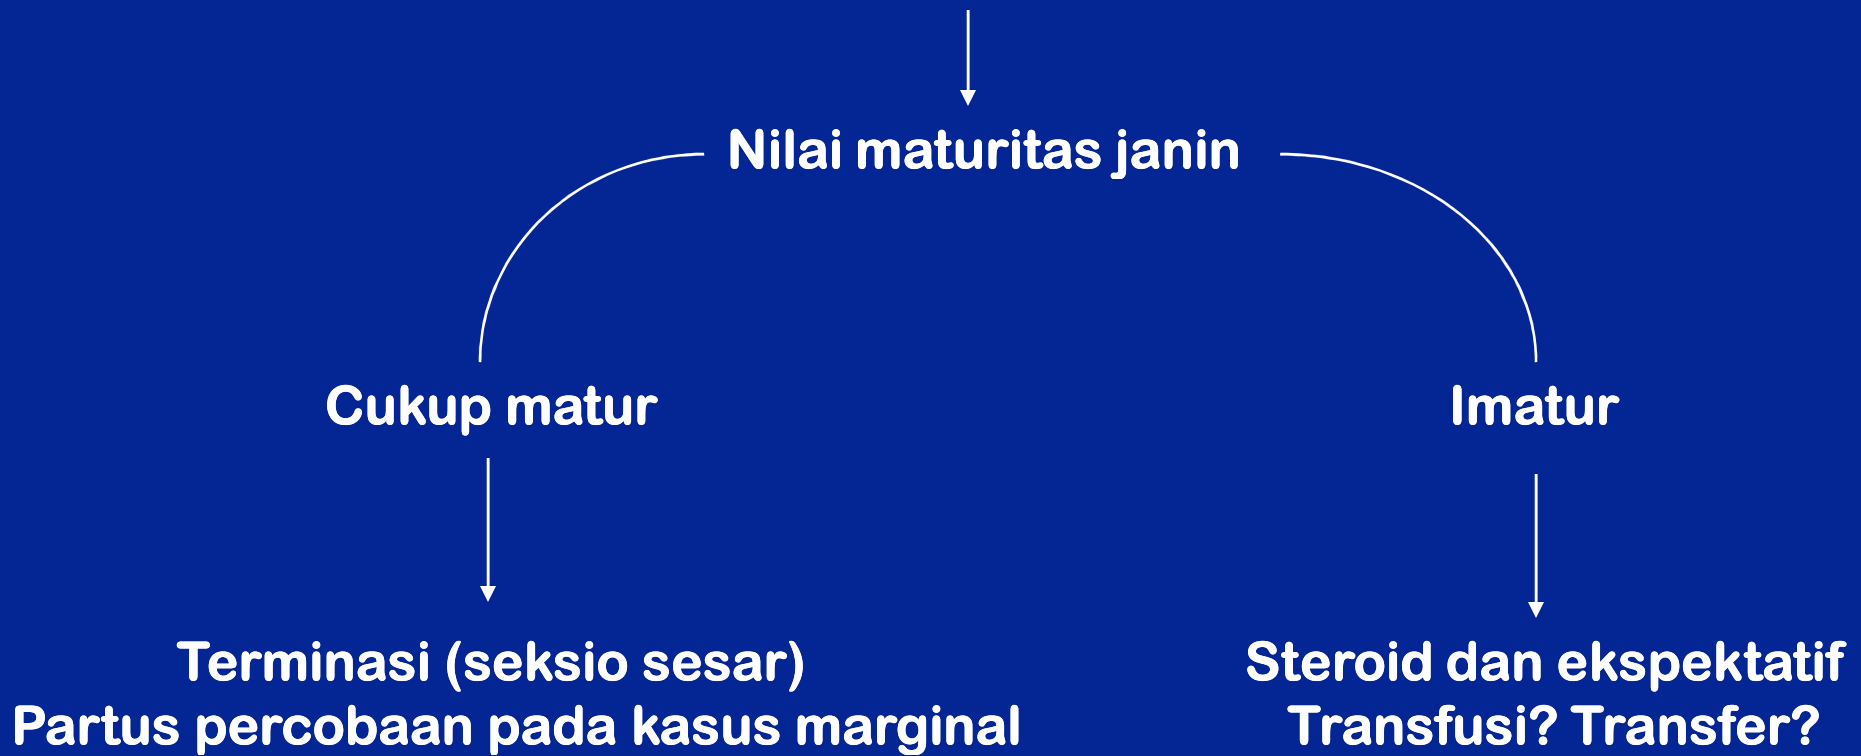 Nilai maturitas janin
Cukup matur
Imatur
Terminasi (seksio sesar)
Partus percobaan pada kasus marginal
Steroid dan ekspektatif
Transfusi? Transfer?